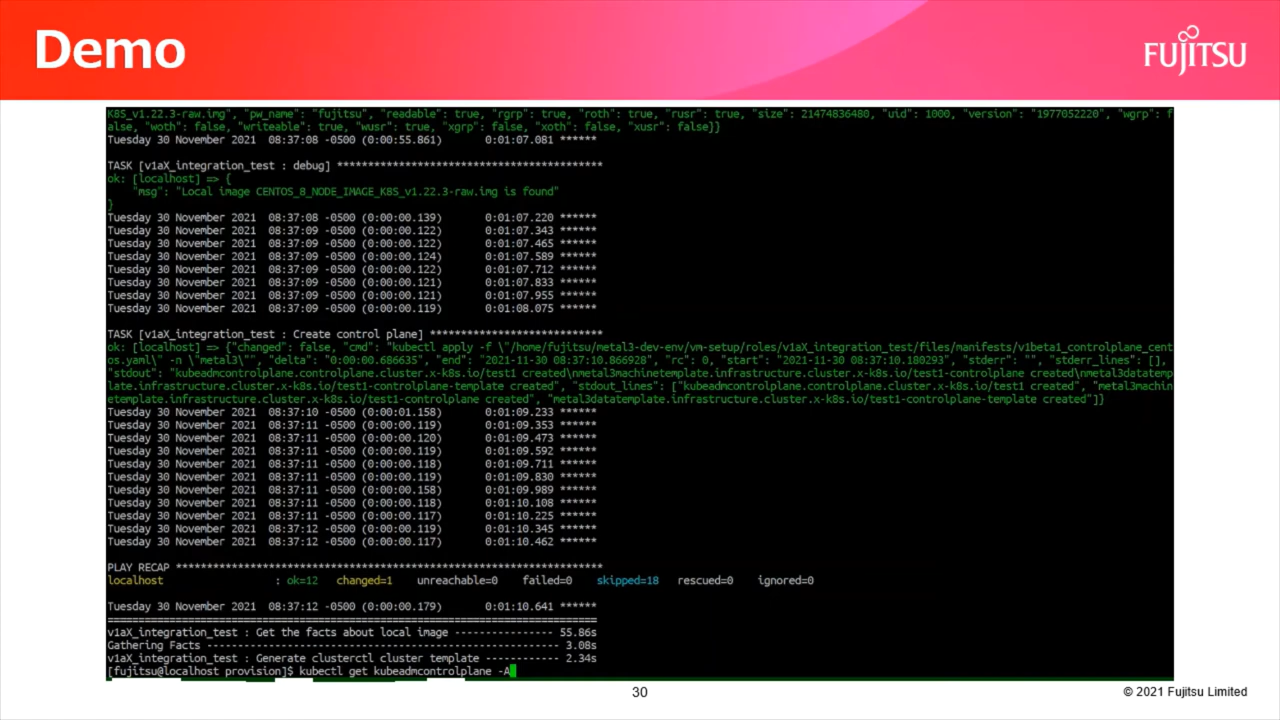 Demo
FUJITSU
K8S_v1.22.3-raw.img", "pw_name": "fujitsu", "readable": true, "rgrp": true, "roth": true, "rusr": true, "size": 21474836480, "uid": 1000, "version": "1977052220", "wgrp": f
alse, "woth": false, "writeable": true, "wusr": true, "xgrp": false, "xoth": false, "xusr": false}}
Tuesday 30 November 2021  08:37:08 -0500 (0:00:55.861)       0:01:07.081 ******
TASK [v1aX_integration_test : debug] *******************************************
ok: [localhost] => {
    "msg": "Local image CENTOS_8_NODE_IMAGE_K8S_v1.22.3-raw.img is found"
}
Tuesday 30 November 2021  08:37:08 -0500 (0:00:00.139)       0:01:07.220 ******
Tuesday 30 November 2021  08:37:09 -0500 (0:00:00.122)       0:01:07.343 ******
Tuesday 30 November 2021  08:37:09 -0500 (0:00:00.122)       0:01:07.465 ******
Tuesday 30 November 2021  08:37:09 -0500 (0:00:00.124)       0:01:07.589 ******
Tuesday 30 November 2021  08:37:09 -0500 (0:00:00.122)       0:01:07.712 ******
Tuesday 30 November 2021  08:37:09 -0500 (0:00:00.121)       0:01:07.833 ******
Tuesday 30 November 2021  08:37:09 -0500 (0:00:00.121)       0:01:07.955 ******
Tuesday 30 November 2021  08:37:09 -0500 (0:00:00.119)       0:01:08.075 ******
TASK [v1aX_integration_test : Create control plane] ****************************
ok: [localhost] => {"changed": false, "cmd": "kubectl apply -f \"/home/fujitsu/metal3-dev-env/vm-setup/roles/v1aX_integration_test/files/manifests/v1beta1_controlplane_cent
os.yaml\" -n \"metal3\"", "delta": "0:00:00.686635", "end": "2021-11-30 08:37:10.866928", "rc": 0, "start": "2021-11-30 08:37:10.180293", "stderr": "", "stderr_lines": [],
"stdout": "kubeadmcontrolplane.controlplane.cluster.x-k8s.io/test1 created\nmetal3machinetemplate.infrastructure.cluster.x-k8s.io/test1-controlplane created\nmetal3datatemp
late.infrastructure.cluster.x-k8s.io/test1-controlplane-template created", "stdout_lines": ["kubeadmcontrolplane.controlplane.cluster.x-k8s.io/test1 created", "metal3machin
etemplate.infrastructure.cluster.x-k8s.io/test1-controlplane created", "metal3datatemplate.infrastructure.cluster.x-k8s.io/test1-controlplane-template created"]}
Tuesday 30 November 2021  08:37:10 -0500 (0:00:01.158)       0:01:09.233 ******
Tuesday 30 November 2021  08:37:11 -0500 (0:00:00.119)       0:01:09.353 ******
Tuesday 30 November 2021  08:37:11 -0500 (0:00:00.120)       0:01:09.473 ******
Tuesday 30 November 2021  08:37:11 -0500 (0:00:00.119)       0:01:09.592 ******
Tuesday 30 November 2021  08:37:11 -0500 (0:00:00.118)       0:01:09.711 ******
Tuesday 30 November 2021  08:37:11 -0500 (0:00:00.119)       0:01:09.830 ******
Tuesday 30 November 2021  08:37:11 -0500 (0:00:00.158)       0:01:09.989 ******
Tuesday 30 November 2021  08:37:11 -0500 (0:00:00.118)       0:01:10.108 ******
Tuesday 30 November 2021  08:37:11 -0500 (0:00:00.117)       0:01:10.225 ******
Tuesday 30 November 2021  08:37:12 -0500 (0:00:00.119)       0:01:10.345 ******
Tuesday 30 November 2021  08:37:12 -0500 (0:00:00.117)       0:01:10.462 ******
PLAY RECAP *********************************************************************
localhost                  : ok=12   changed=1    unreachable=0    failed=0    skipped=18   rescued=0    ignored=0
Tuesday 30 November 2021  08:37:12 -0500 (0:00:00.179)       0:01:10.641 ******
===============================================================================
v1aX_integration_test : Get the facts about local image ---------------- 55.86s
Gathering Facts --------------------------------------------------------- 3.08s
v1aX_integration_test : Generate clusterctl cluster template ------------ 2.34s
[fujitsu@localhost provision]$ kubectl get kubeadmcontrolplane -A
30
© 2021 Fujitsu Limited